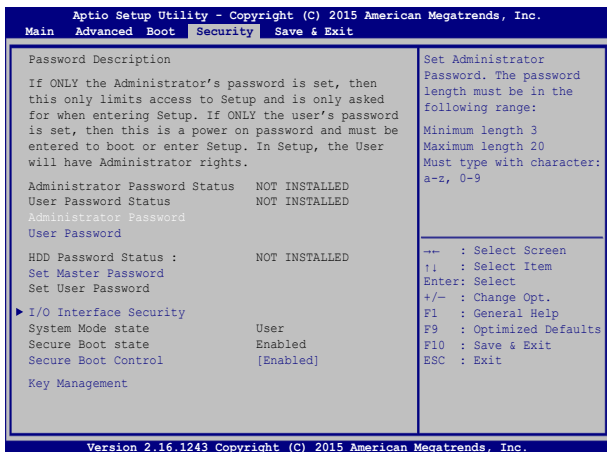 Aptio Setup Utility - Copyright (C) 2015 American Megatrends, Inc.
Main Advanced Boot Security Save & Exit
Password Description
If ONLY the Administrator's password is set, then
this only limits access to Setup and is only asked
for when entering Setup. If ONLY the user's password
is set, then this is a power on password and must be
entered to boot or enter Setup. In Setup, the User
will have Administrator rights.
Administrator Password Status NOT INSTALLED
User Password Status NOT INSTALLED
Administrator Password
User Password
HDD Password Status : NOT INSTALLED
Set Master Password
Set User Password
▶ I/O Interface Security
System Mode state User
Secure Boot state Enabled
Secure Boot Control [Enabled]
Key Management
Set Administrator
Password. The password
length must be in the
following range:
Minimum length 3
Maximum length 20
Must type with character:
a-z, 0-9
→← : Select Screen
↑↓ : Select Item
Enter: Select
+/— : Change Opt.
F1 : General Help
F9 : Optimized Defaults
F10 : Save & Exit
ESC : Exit
Version 2.16.1243 Copyright (C) 2015 American Megatrends, Inc.